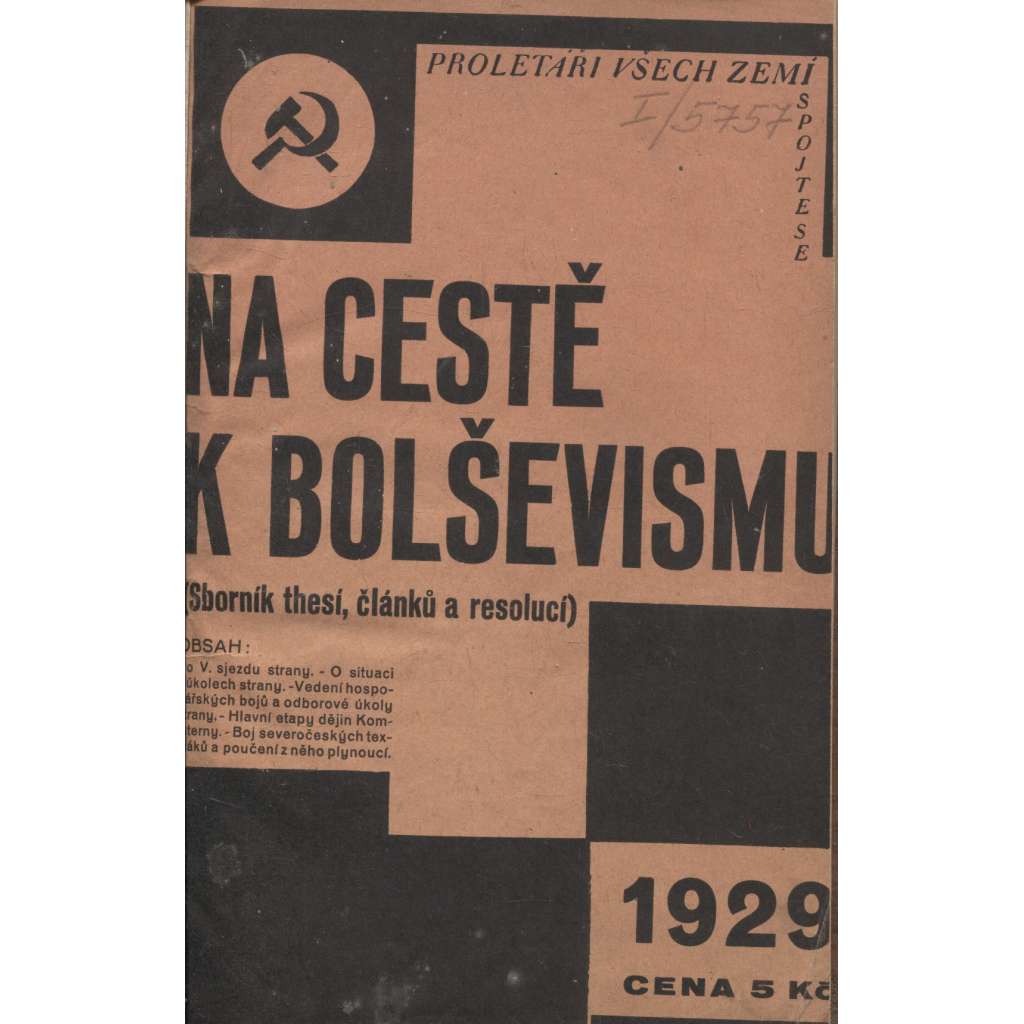 PROLETÁŘI VŠECH ZEMÍ
SPOJTE SE
I/5757
NA CESTĚ
K BOLŠEVISMU
(Sborník thesí, článků a resolucí)
OBSAH:
o V. sjezdu strany. - O situaci
úkolech strany. - Vedení hospo-
ářských bojů a odborové úkoly
rany. - Hlavní etapy dějin Kom-
terny. - Boj severočeských tex-
áků a poučení z něho plynoucí.
1929
CENA 5 Kč